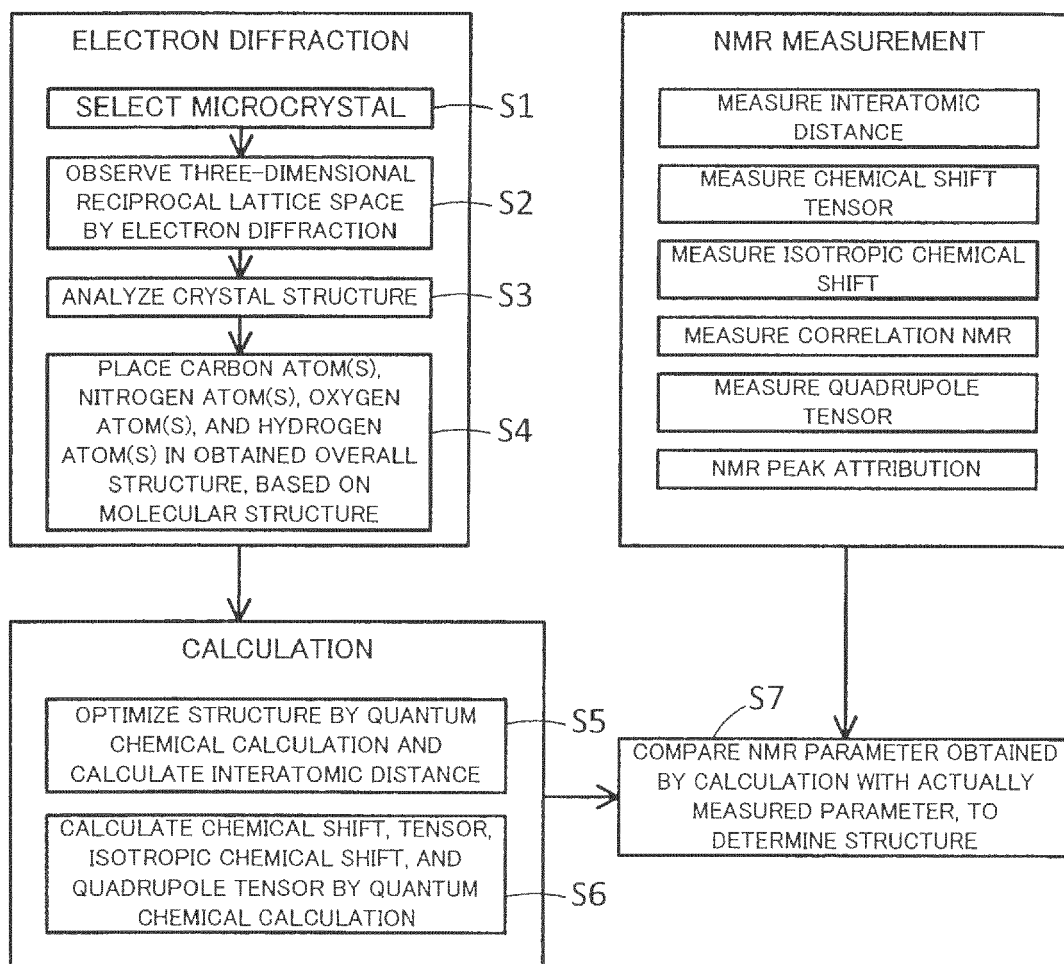 ELECTRON DIFFRACTION
SELECT MICROCRYSTAL
S1
OBSERVE THREE-DIMENSIONAL
RECIPROCAL LATTICE SPACE
BY ELECTRON DIFFRACTION
S2
ANALYZE CRYSTAL STRUCTURE
S3
PLACE CARBON ATOM(S),
NITROGEN ATOM(S), OXYGEN
ATOM(S), AND HYDROGEN
ATOM(S) IN OBTAINED OVERALL
STRUCTURE, BASED ON
MOLECULAR STRUCTURE
S4
NMR MEASUREMENT
MEASURE INTERATOMIC
DISTANCE
MEASURE CHEMICAL SHIFT
TENSOR
MEASURE ISOTROPIC CHEMICAL
SHIFT
MEASURE CORRELATION NMR
MEASURE QUADRUPOLE
TENSOR
NMR PEAK ATTRIBUTION
CALCULATION
OPTIMIZE STRUCTURE BY QUANTUM
CHEMICAL CALCULATION AND
CALCULATE INTERATOMIC DISTANCE
S5
CALCULATE CHEMICAL SHIFT, TENSOR,
ISOTROPIC CHEMICAL SHIFT, AND
QUADRUPOLE TENSOR BY QUANTUM
CHEMICAL CALCULATION
S6
S7
COMPARE NMR PARAMETER OBTAINED
BY CALCULATION WITH ACTUALLY
MEASURED PARAMETER, TO
DETERMINE STRUCTURE